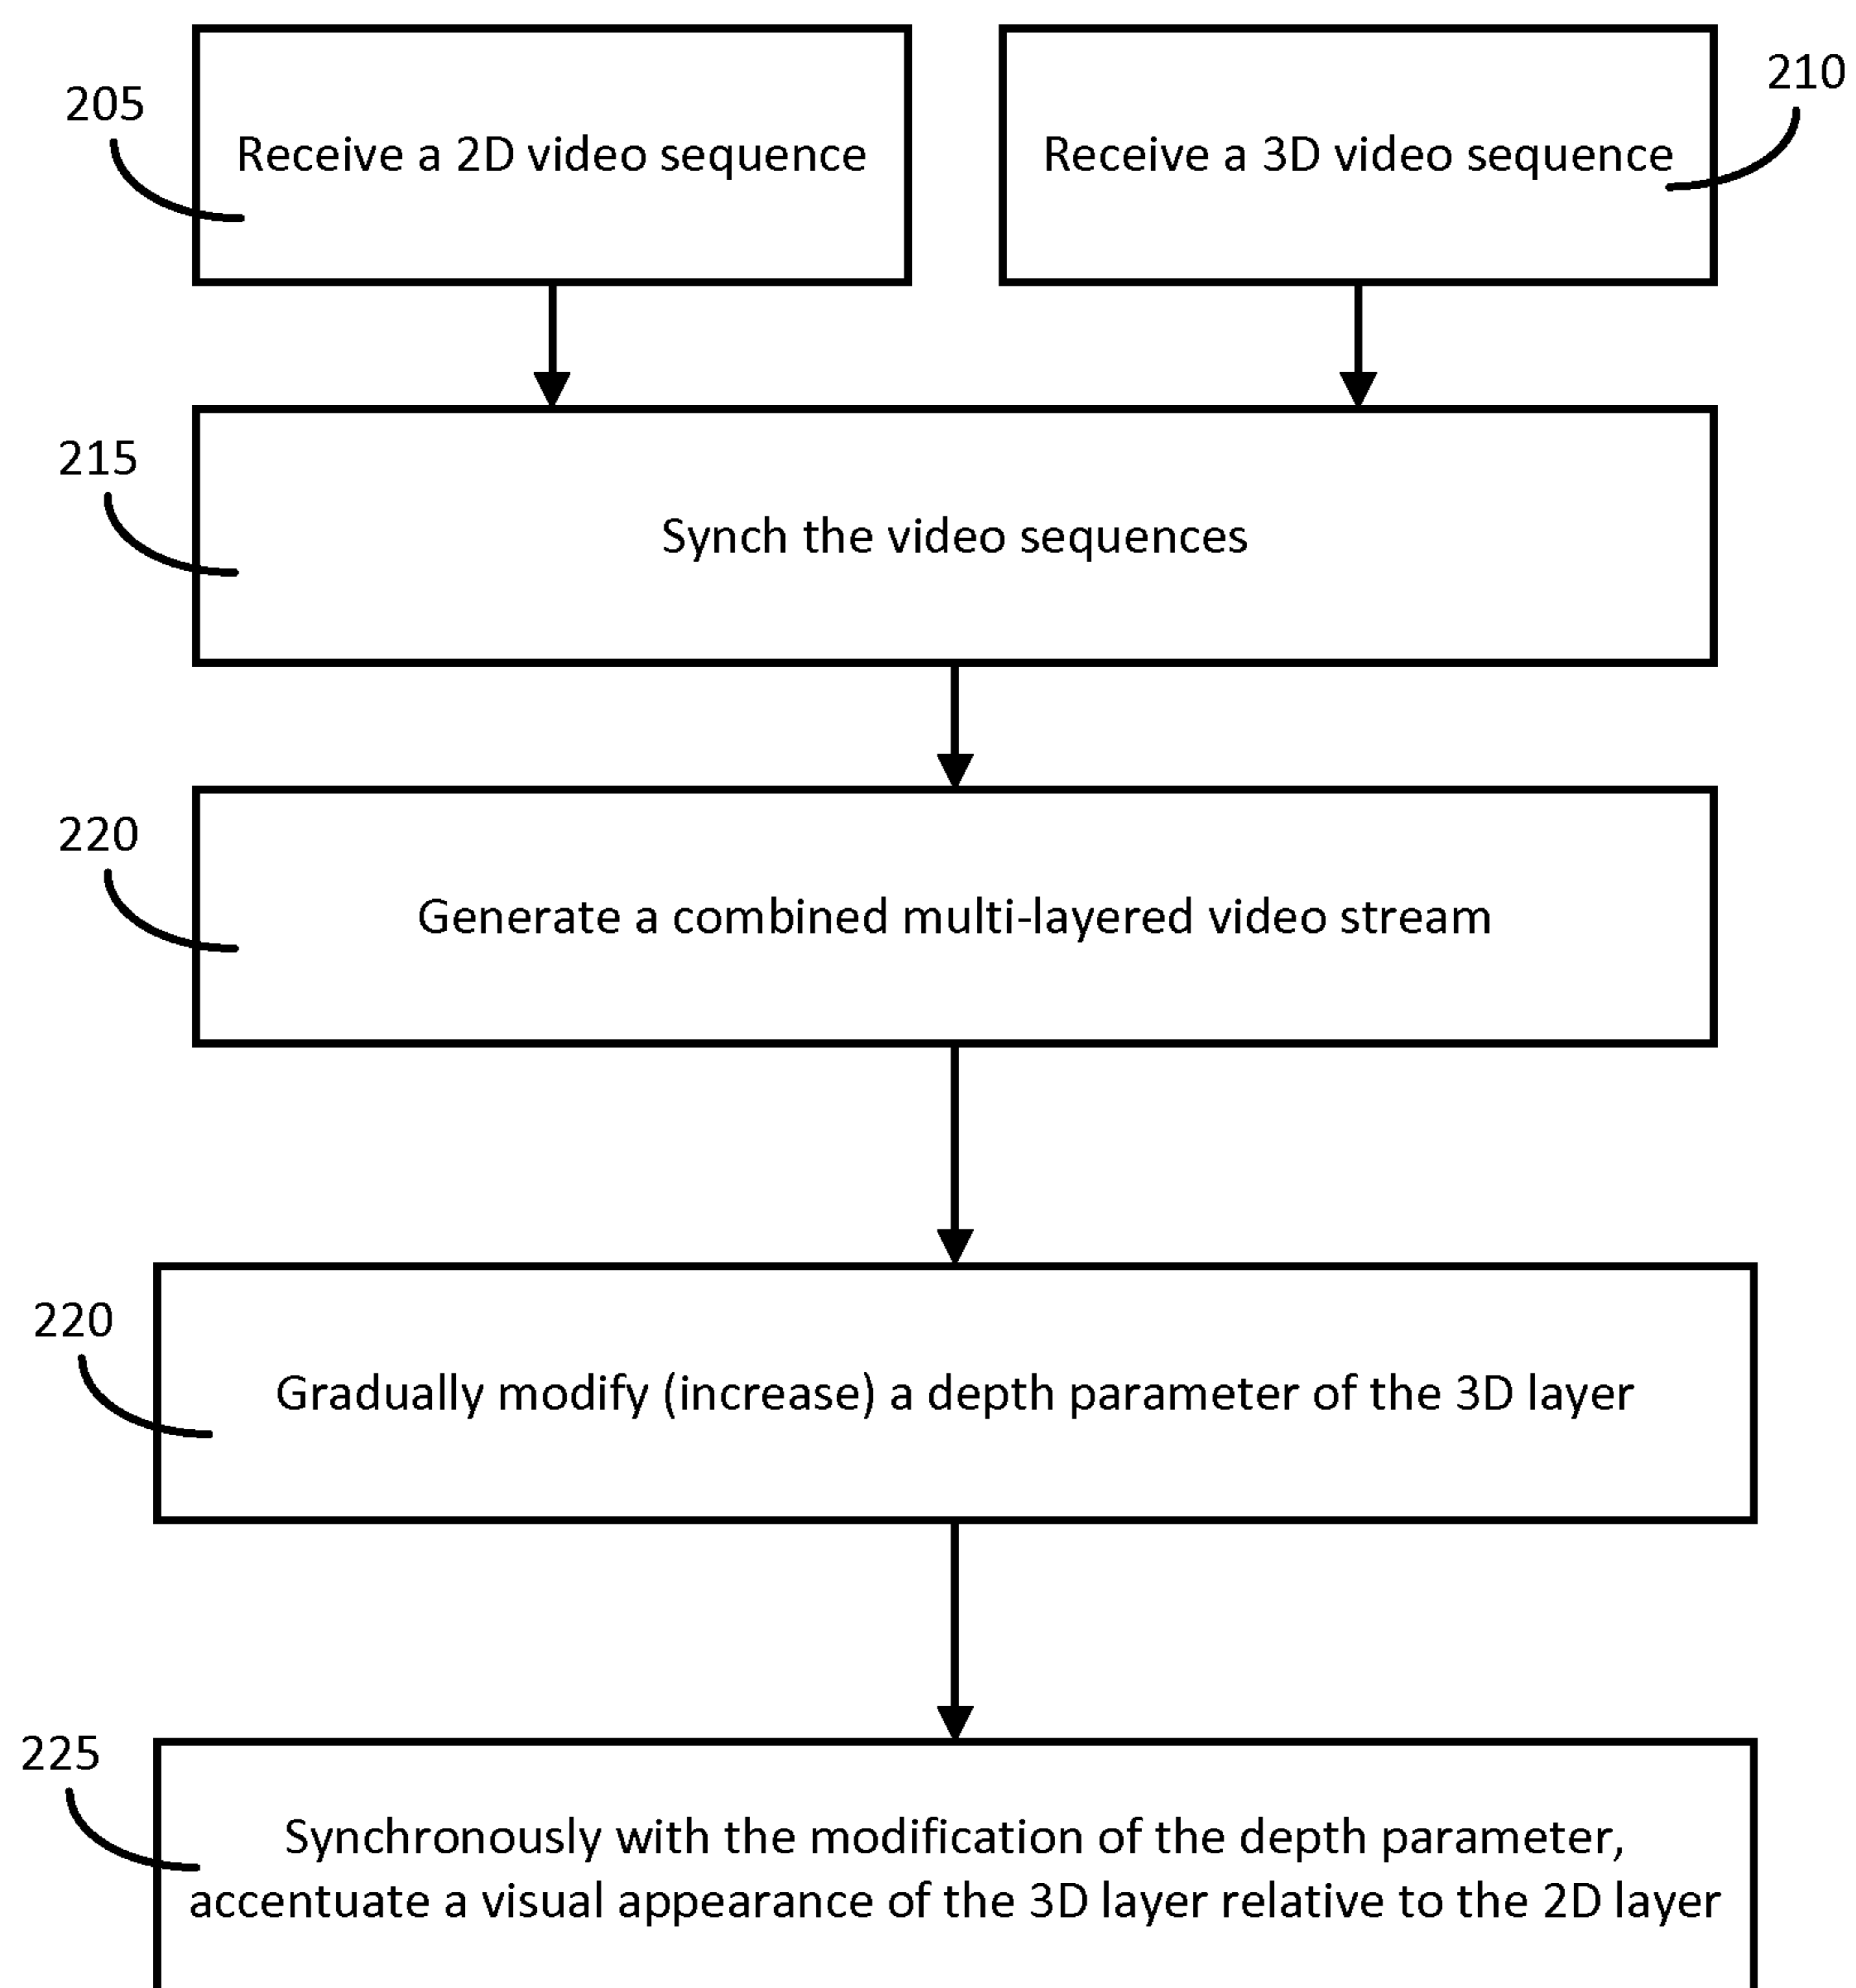 205
Receive a 2D video sequence
Receive a 3D video sequence
210
215
Synch the video sequences
220
Generate a combined multi-layered video stream
220
Gradually modify (increase) a depth parameter of the 3D layer
225
Synchronously with the modification of the depth parameter,
accentuate a visual appearance of the 3D layer relative to the 2D layer